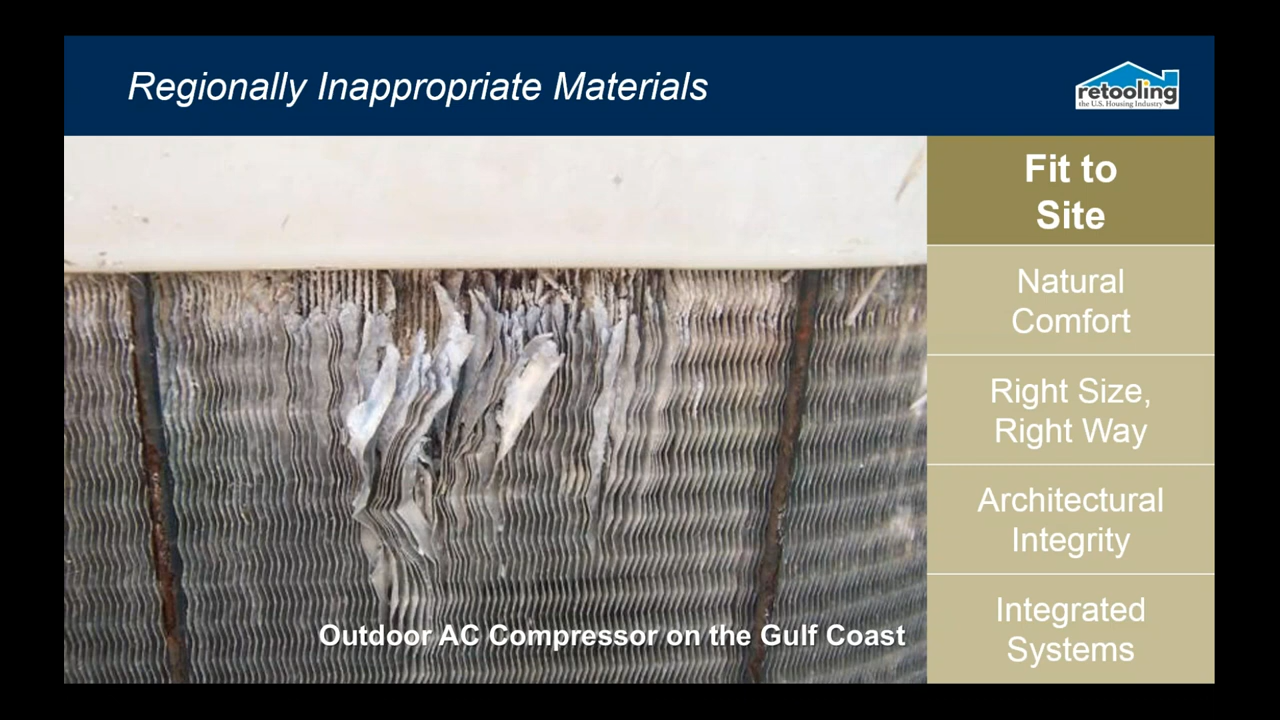 Regionally Inappropriate Materials
retooling
the U.S. Housing Industry
Fit to
Site
Natural
Comfort
Right Size,
Right Way
Architectural
Integrity
Integrated
Systems
Outdoor AC Compressor on the Gulf Coast